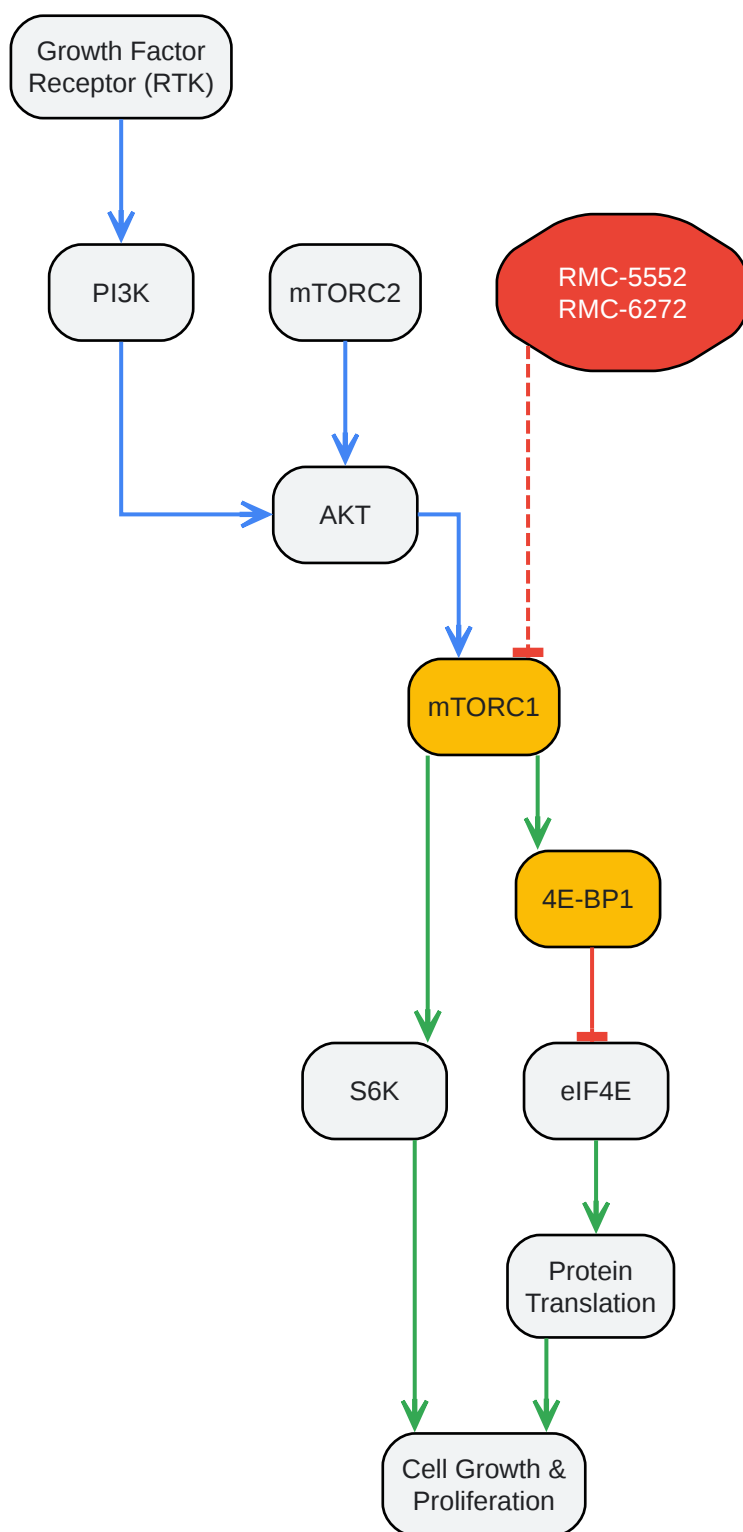 Growth Factor
Receptor (RTK)
PI3K
mTORC2
RMC-5552
RMC-6272
AKT
mTORC1
4E-BP1
S6K
eIF4E
Protein
Translation
Cell Growth &
Proliferation